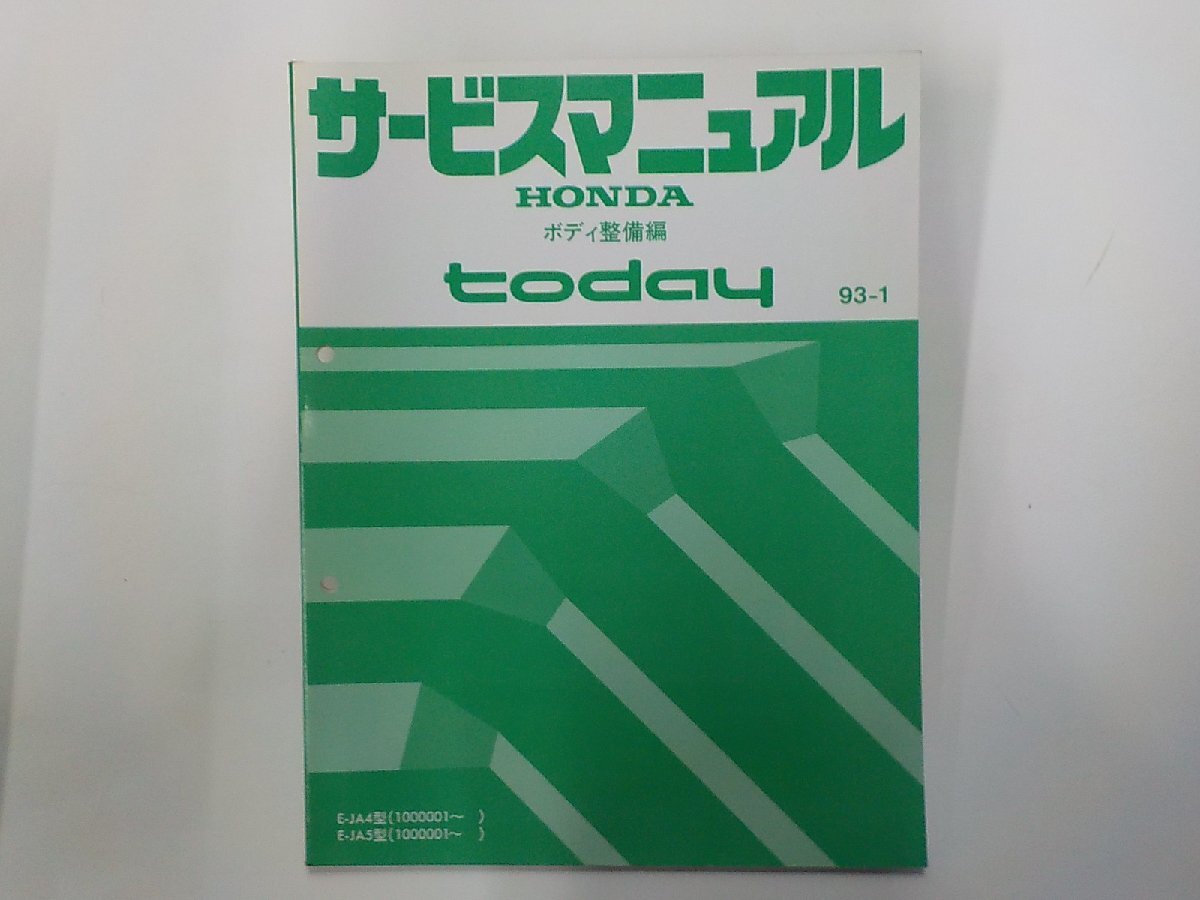 サービスマニュアル
HONDA
ボディ整備編
today
93-1
E-JA4型(1000001～　)
E-JA5型(1000001～　)